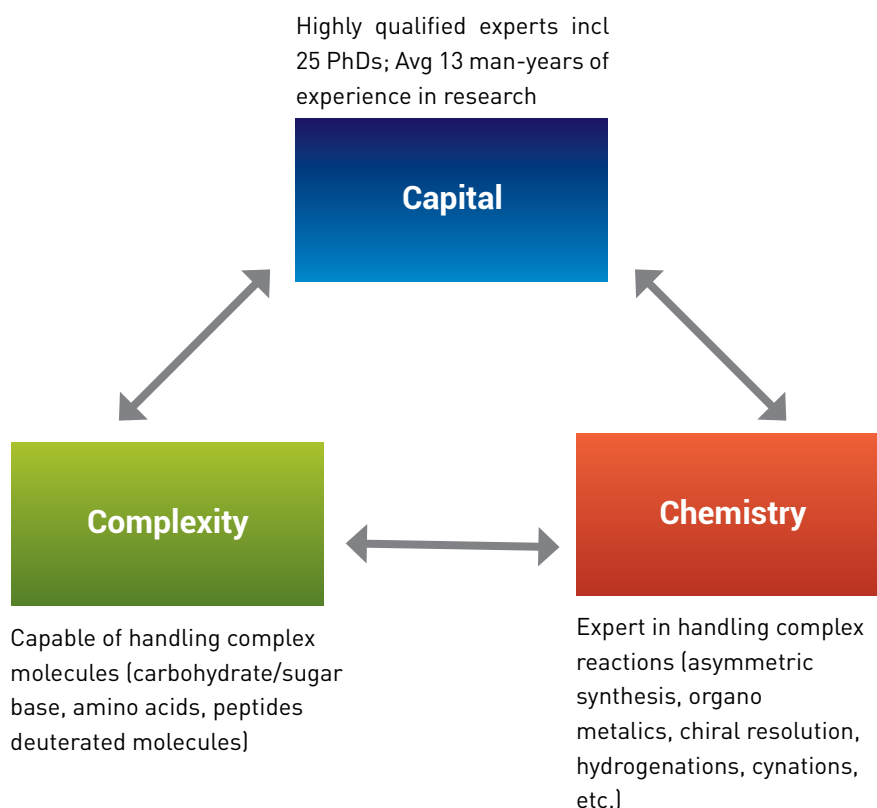 Highly qualified experts incl
25 PhDs; Avg 13 man-years of
experience in research
Capital
Complexity
Capable of handling complex
molecules (carbohydrate/sugar
base, amino acids, peptides
deuterated molecules)
Chemistry
Expert in handling complex
reactions (asymmetric
synthesis, organo
metalics, chiral resolution,
hydrogenations, cynations,
etc.)